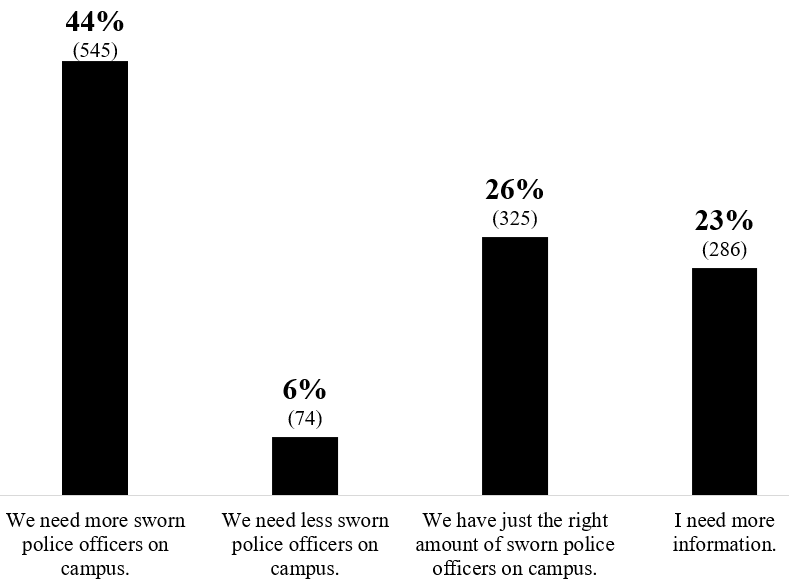 44%
(545)
6%
(74)
26%
(325)
23%
(286)
We need more sworn
police officers on
campus.
We need less sworn
police officers on
campus.
We have just the right
amount of sworn police
officers on campus.
I need more
information.